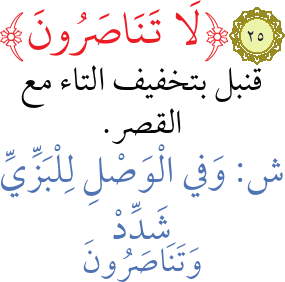 ٢٥ ﴿لَا تَنَاصَرُونَ﴾
قنبل بتخفيف التاء مع
القصر.
ش: وَفِي الْوَصْلِ لِلْبَزِّيِّ
شَدِّدْ
وَتَنَاصَرُونَ